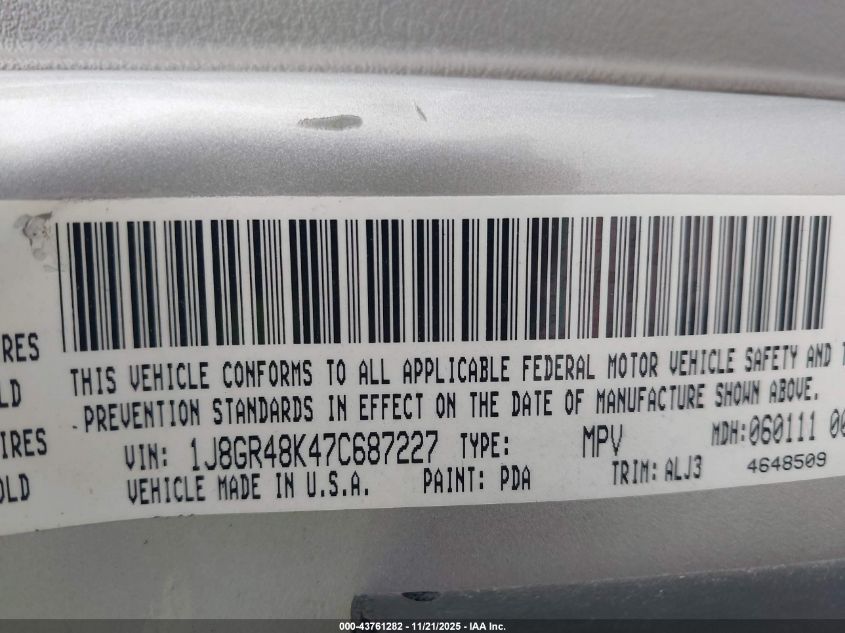 RES
LD
IRES
OLD
THIS VEHICLE CONFORMS TO ALL APPLICABLE FEDERAL MOTOR VEHICLE SAFETY AND T
PREVENTION STANDARDS IN EFFECT ON THE DATE OF MANUFACTURE SHOWN ABOVE.
VIN: 1J8GR48K47C687227 TYPE: MPV MDH:060111 00
VEHICLE MADE IN U.S.A. PAINT: PDA TRIM: ALJ3 4648509
000-43761282 - 11/21/2025 - IAA Inc.